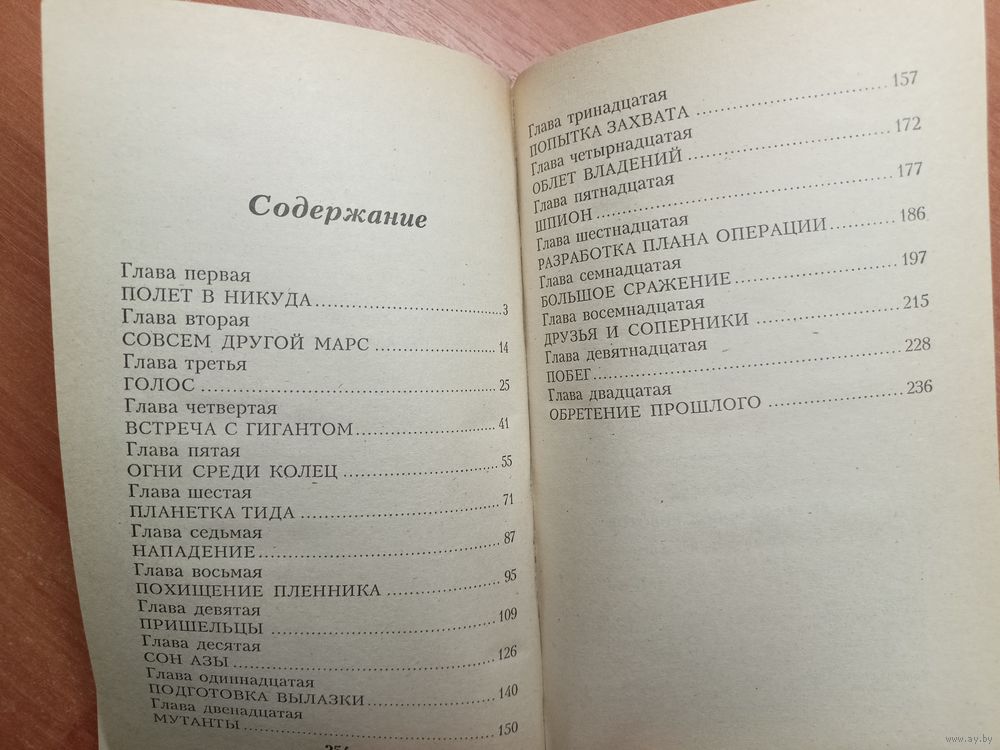 Содержание
Глава первая
ПОЛЕТ В НИКУДА 3
Глава вторая
СОВСЕМ ДРУГОЙ МАРС 14
Глава третья
ГОЛОС 25
Глава четвертая
ВСТРЕЧА С ГИГАНТОМ 41
Глава пятая
ОГНИ СРЕДИ КОЛЕЦ 55
Глава шестая
ПЛАНЕТКА ТИДА 71
Глава седьмая
НАПАДЕНИЕ 87
Глава восьмая
ПОХИЩЕНИЕ ПЛЕННИКА 95
Глава девятая
ПРИШЕЛЬЦЫ 109
Глава десятая
СОН АЗЫ 126
Глава одиннадцатая
ПОДГОТОВКА ВЫЛАЗКИ 140
Глава двенадцатая
МУТАНТЫ 150
Глава тринадцатая
ПОПЫТКА ЗАХВАТА 157
Глава четырнадцатая
ОБЛЕТ ВЛАДЕНИЙ 172
Глава пятнадцатая
ШПИОН 177
Глава шестнадцатая
РАЗРАБОТКА ПЛАНА ОПЕРАЦИИ 186
Глава семнадцатая
БОЛЬШОЕ СРАЖЕНИЕ 197
Глава восемнадцатая
ДРУЗЬЯ И СОПЕРНИКИ 215
Глава девятнадцатая
ПОБЕГ 228
Глава двадцатая
ОБРЕТЕНИЕ ПРОШЛОГО 236
www.ay.by